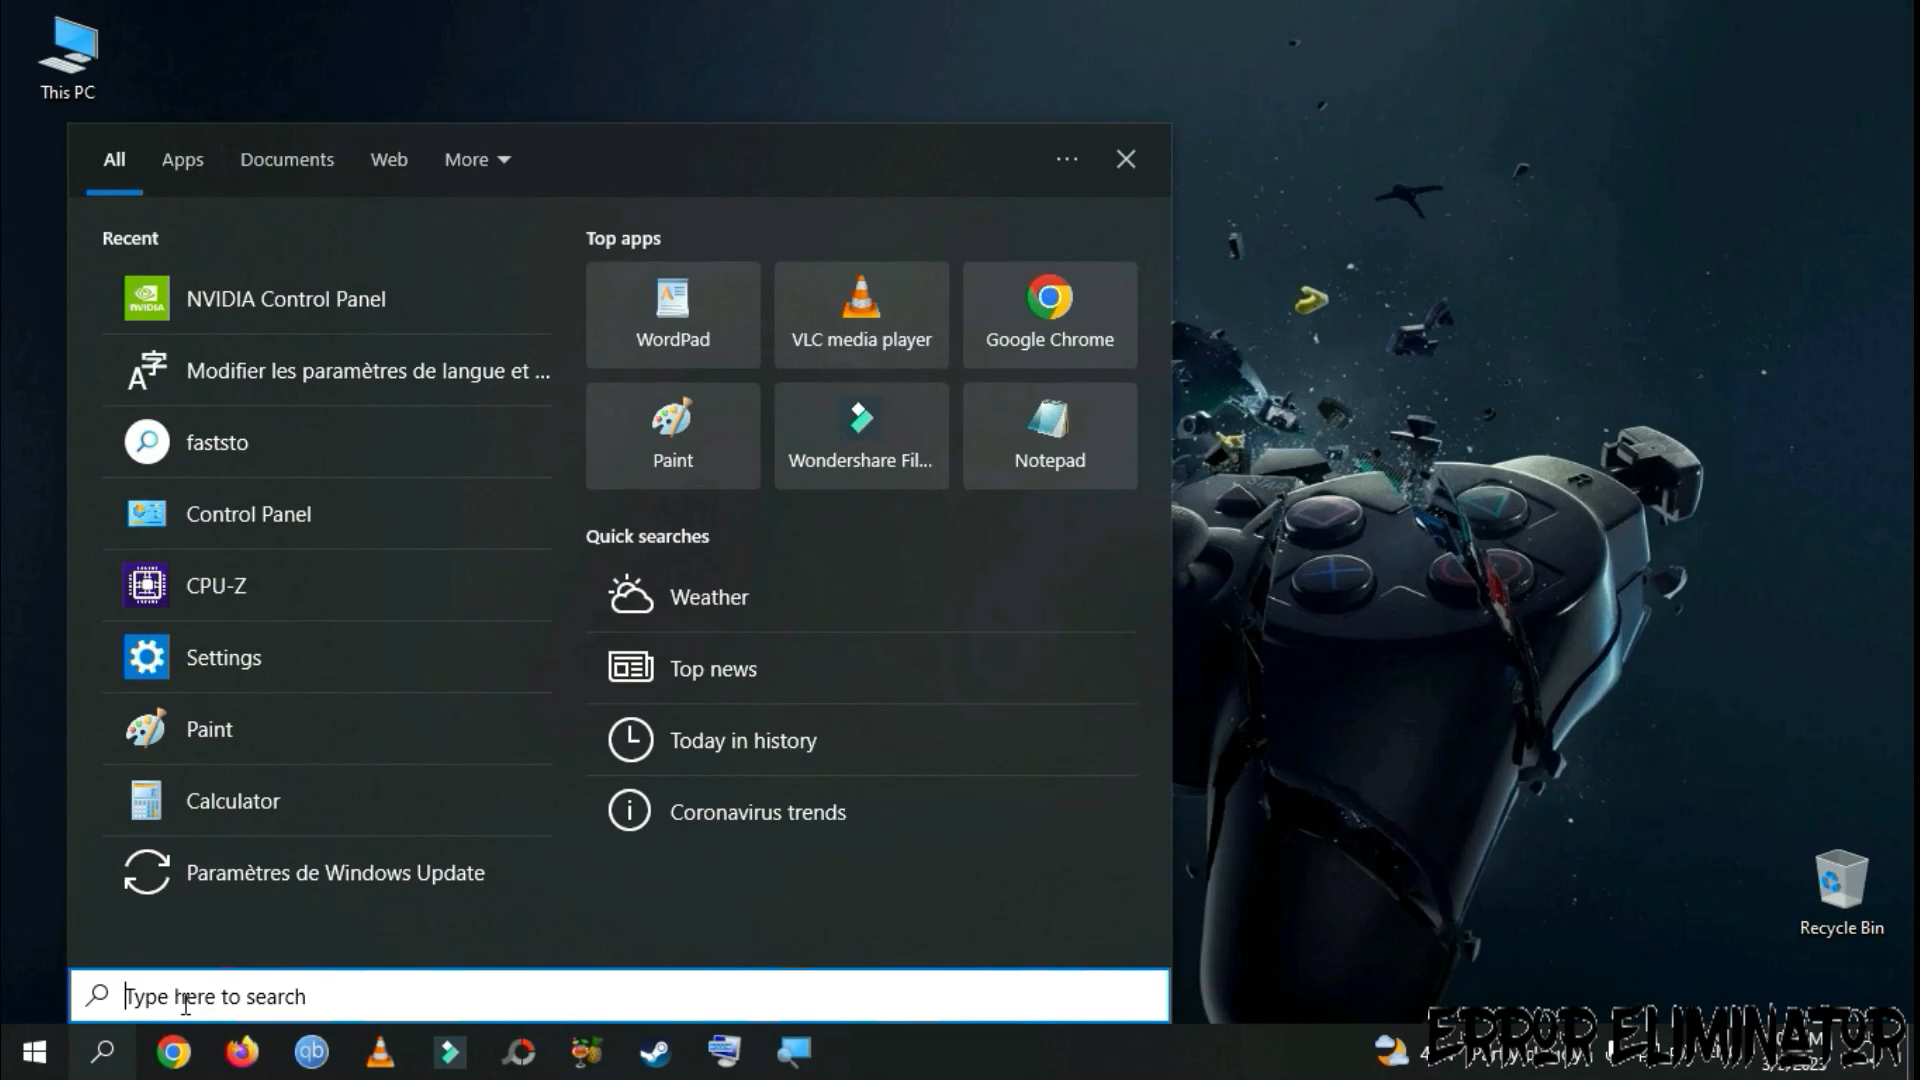 This PC
All Apps Documents Web More
Recent
NVIDIA
NVIDIA Control Panel
Modifier les paramètres de langue et ...
faststo
Control Panel
CPU-Z
Settings
Paint
Calculator
Paramètres de Windows Update
Top apps
WordPad VLC media player Google Chrome
Paint Wondershare Fil... Notepad
Quick searches
Weather
Top news
Today in history
Coronavirus trends
Recycle Bin
Type here to search
qb
ERROR ELIMINATOR